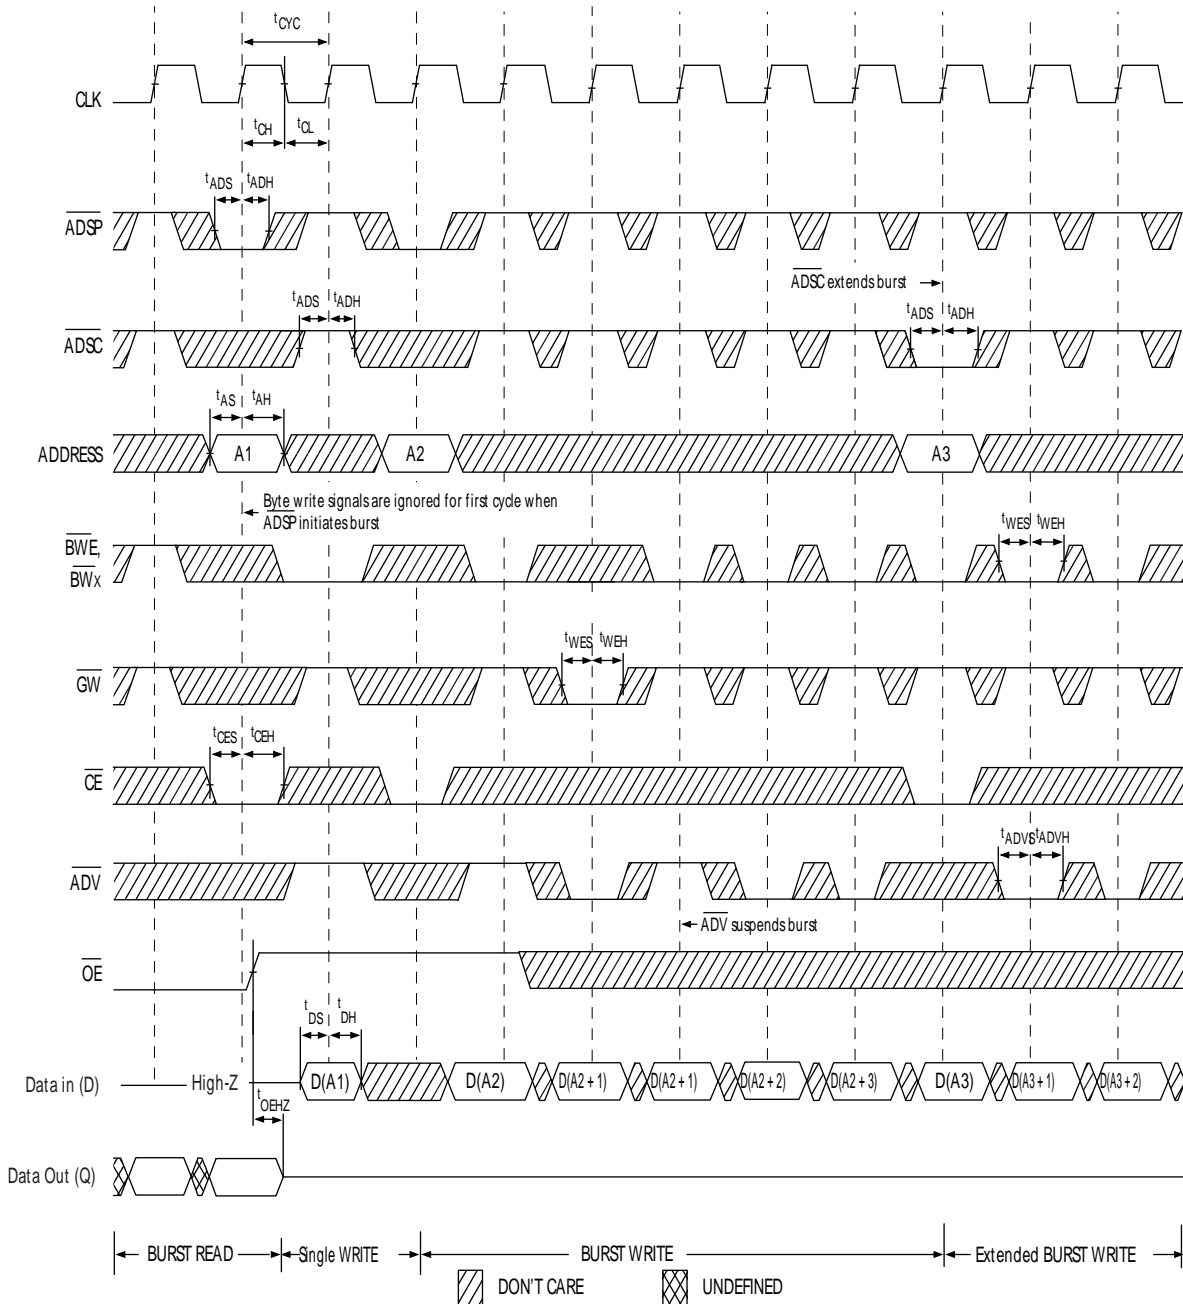 tCYC
CLK
tCH tCL
tADS tADH
ADSP
ADSC extends burst
tADS tADH tADS tADH
ADSC
tAS tAH
ADDRESS A1 A2 A3
Byte write signals are ignored for first cycle when
ADSP initiates burst
tWES tWEH
BWE,
BWx
tWES tWEH
GW
tCES tCEH
CE
tADVS tADVH
ADV
ADV suspends burst
OE
tDS tDH
Data in (D) High-Z D(A1) D(A2) D(A2 + 1) D(A2 + 1) D(A2 + 2) D(A2 + 3) D(A3) D(A3 + 1) D(A3 + 2)
tOEHZ
Data Out (Q)
BURST READ Single WRITE BURST WRITE Extended BURST WRITE
DON'T CARE UNDEFINED